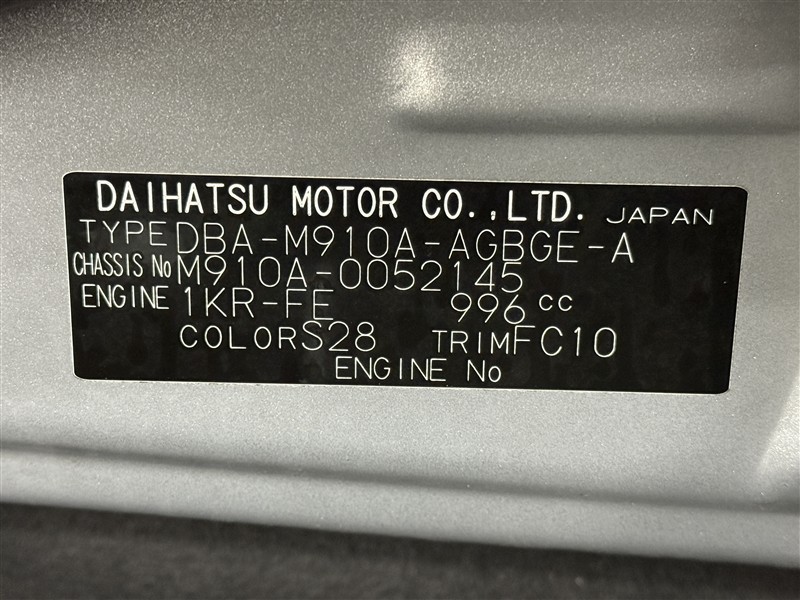 DAIHATSU MOTOR CO.,LTD. JAPAN
TYPE DBA-M910A-AGBGE-A
CHASSIS No M910A-0052145
ENGINE 1KR-FE 996 cc
COLOR S28 TRIM FC10
ENGINE No